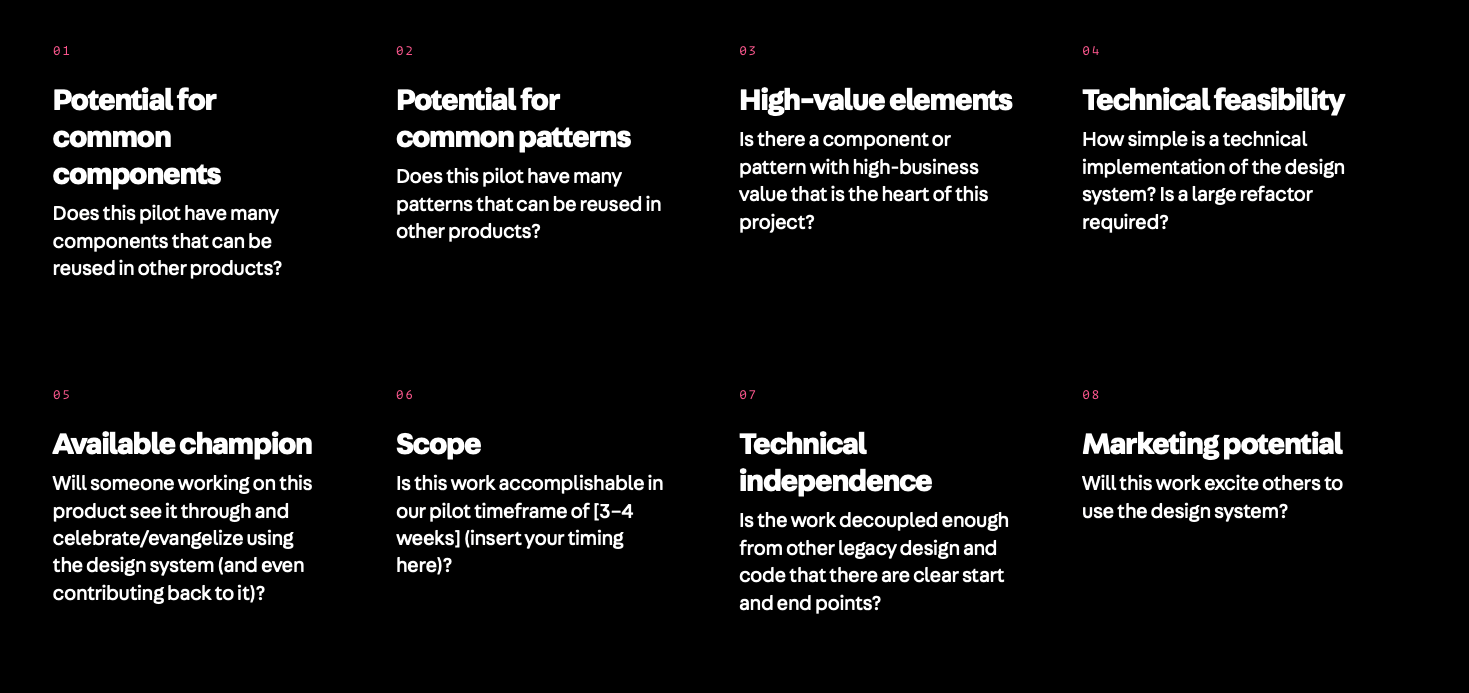 01
Potential for
common
components
Does this pilot have many
components that can be
reused in other products?
02
Potential for
common patterns
Does this pilot have many
patterns that can be reused in
other products?
03
High-value elements
Is there a component or
pattern with high-business
value that is the heart of this
project?
04
Technical feasibility
How simple is a technical
implementation of the design
system? Is a large refactor
required?
05
Available champion
Will someone working on this
product see it through and
celebrate/evangelize using
the design system (and even
contributing back to it)?
06
Scope
Is this work accomplishable in
our pilot timeframe of [3–4
weeks] (insert your timing
here)?
07
Technical
independence
Is the work decoupled enough
from other legacy design and
code that there are clear start
and end points?
08
Marketing potential
Will this work excite others to
use the design system?